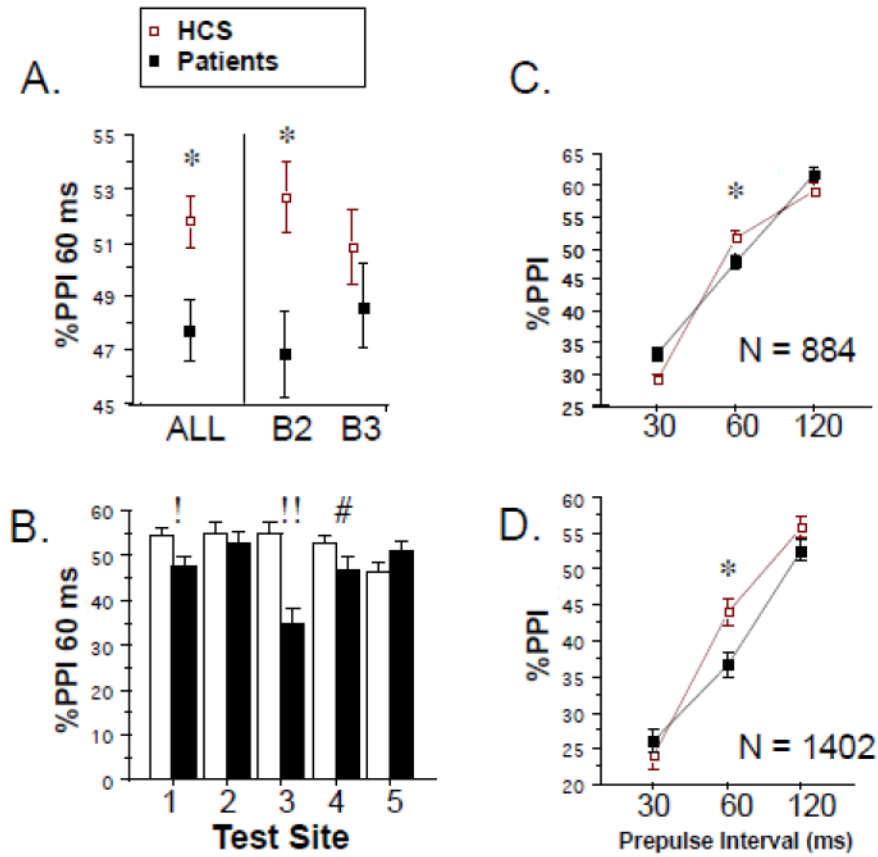 HCS
Patients
A.
%PPI 60 ms
55
53
51
49
47
45
*
*
ALL B2 B3
B.
%PPI 60 ms
60
50
40
30
20
10
0
! !! #
1 2 3 4 5
Test Site
C.
%PPI
65
60
55
50
45
40
35
30
25
*
N = 884
30 60 120
D.
%PPI
60
55
50
45
40
35
30
25
20
*
N = 1402
30 60 120
Prepulse Interval (ms)